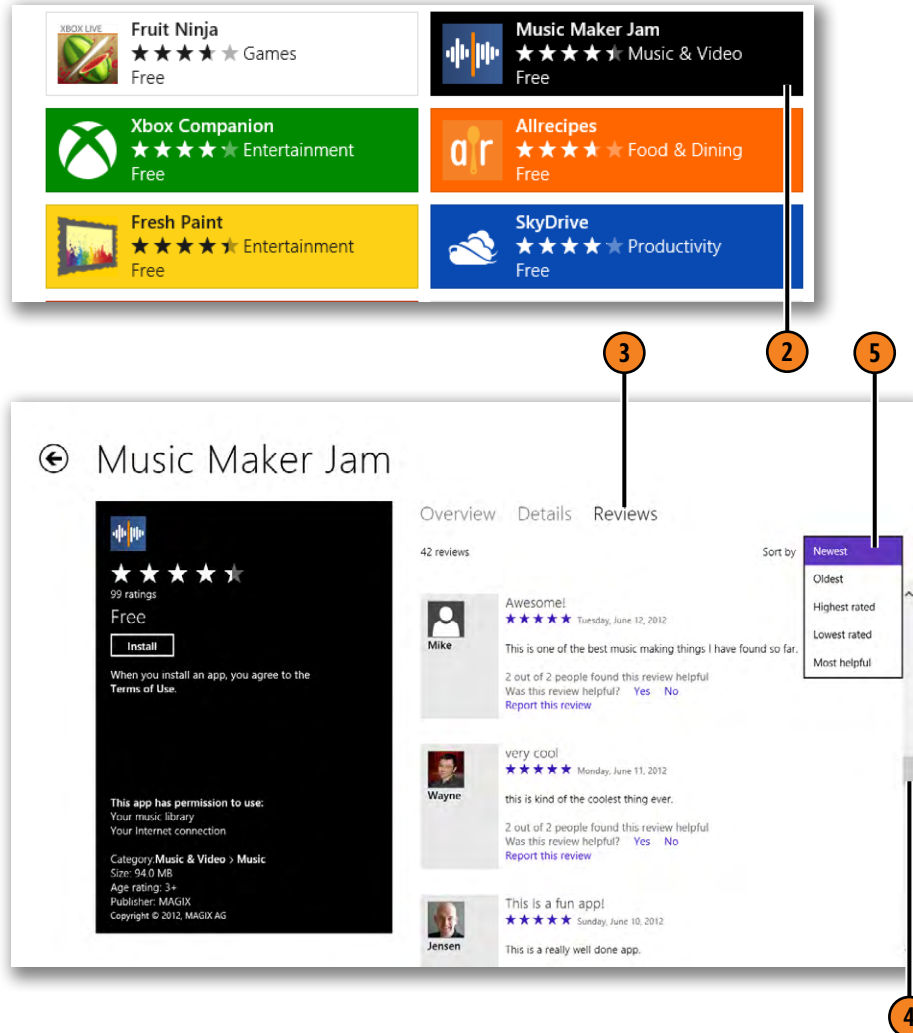 XBOX LIVE
Fruit Ninja
Games
Free
Music Maker Jam
Music & Video
Free
Xbox Companion
Entertainment
Free
ar
Allrecipes
Food & Dining
Free
Fresh Paint
Entertainment
Free
SkyDrive
Productivity
Free
3
2
5
Music Maker Jam
99 ratings
Free
Install
When you install an app, you agree to the
Terms of Use.
This app has permission to use:
Your music library
Your Internet connection
Category:Music & Video > Music
Size: 94.0 MB
Age rating: 3+
Publisher: MAGIX
Copyright © 2012, MAGIX AG
Overview Details Reviews
42 reviews
Sort by
Newest
Oldest
Highest rated
Lowest rated
Most helpful
Mike
Awesome!
Tuesday, June 12, 2012
This is one of the best music making things I have found so far.
2 out of 2 people found this review helpful
Was this review helpful? Yes No
Report this review
Wayne
very cool
Monday, June 11, 2012
this is kind of the coolest thing ever.
2 out of 2 people found this review helpful
Was this review helpful? Yes No
Report this review
Jensen
This is a fun app!
Sunday, June 10, 2012
This is a really well done app.
4